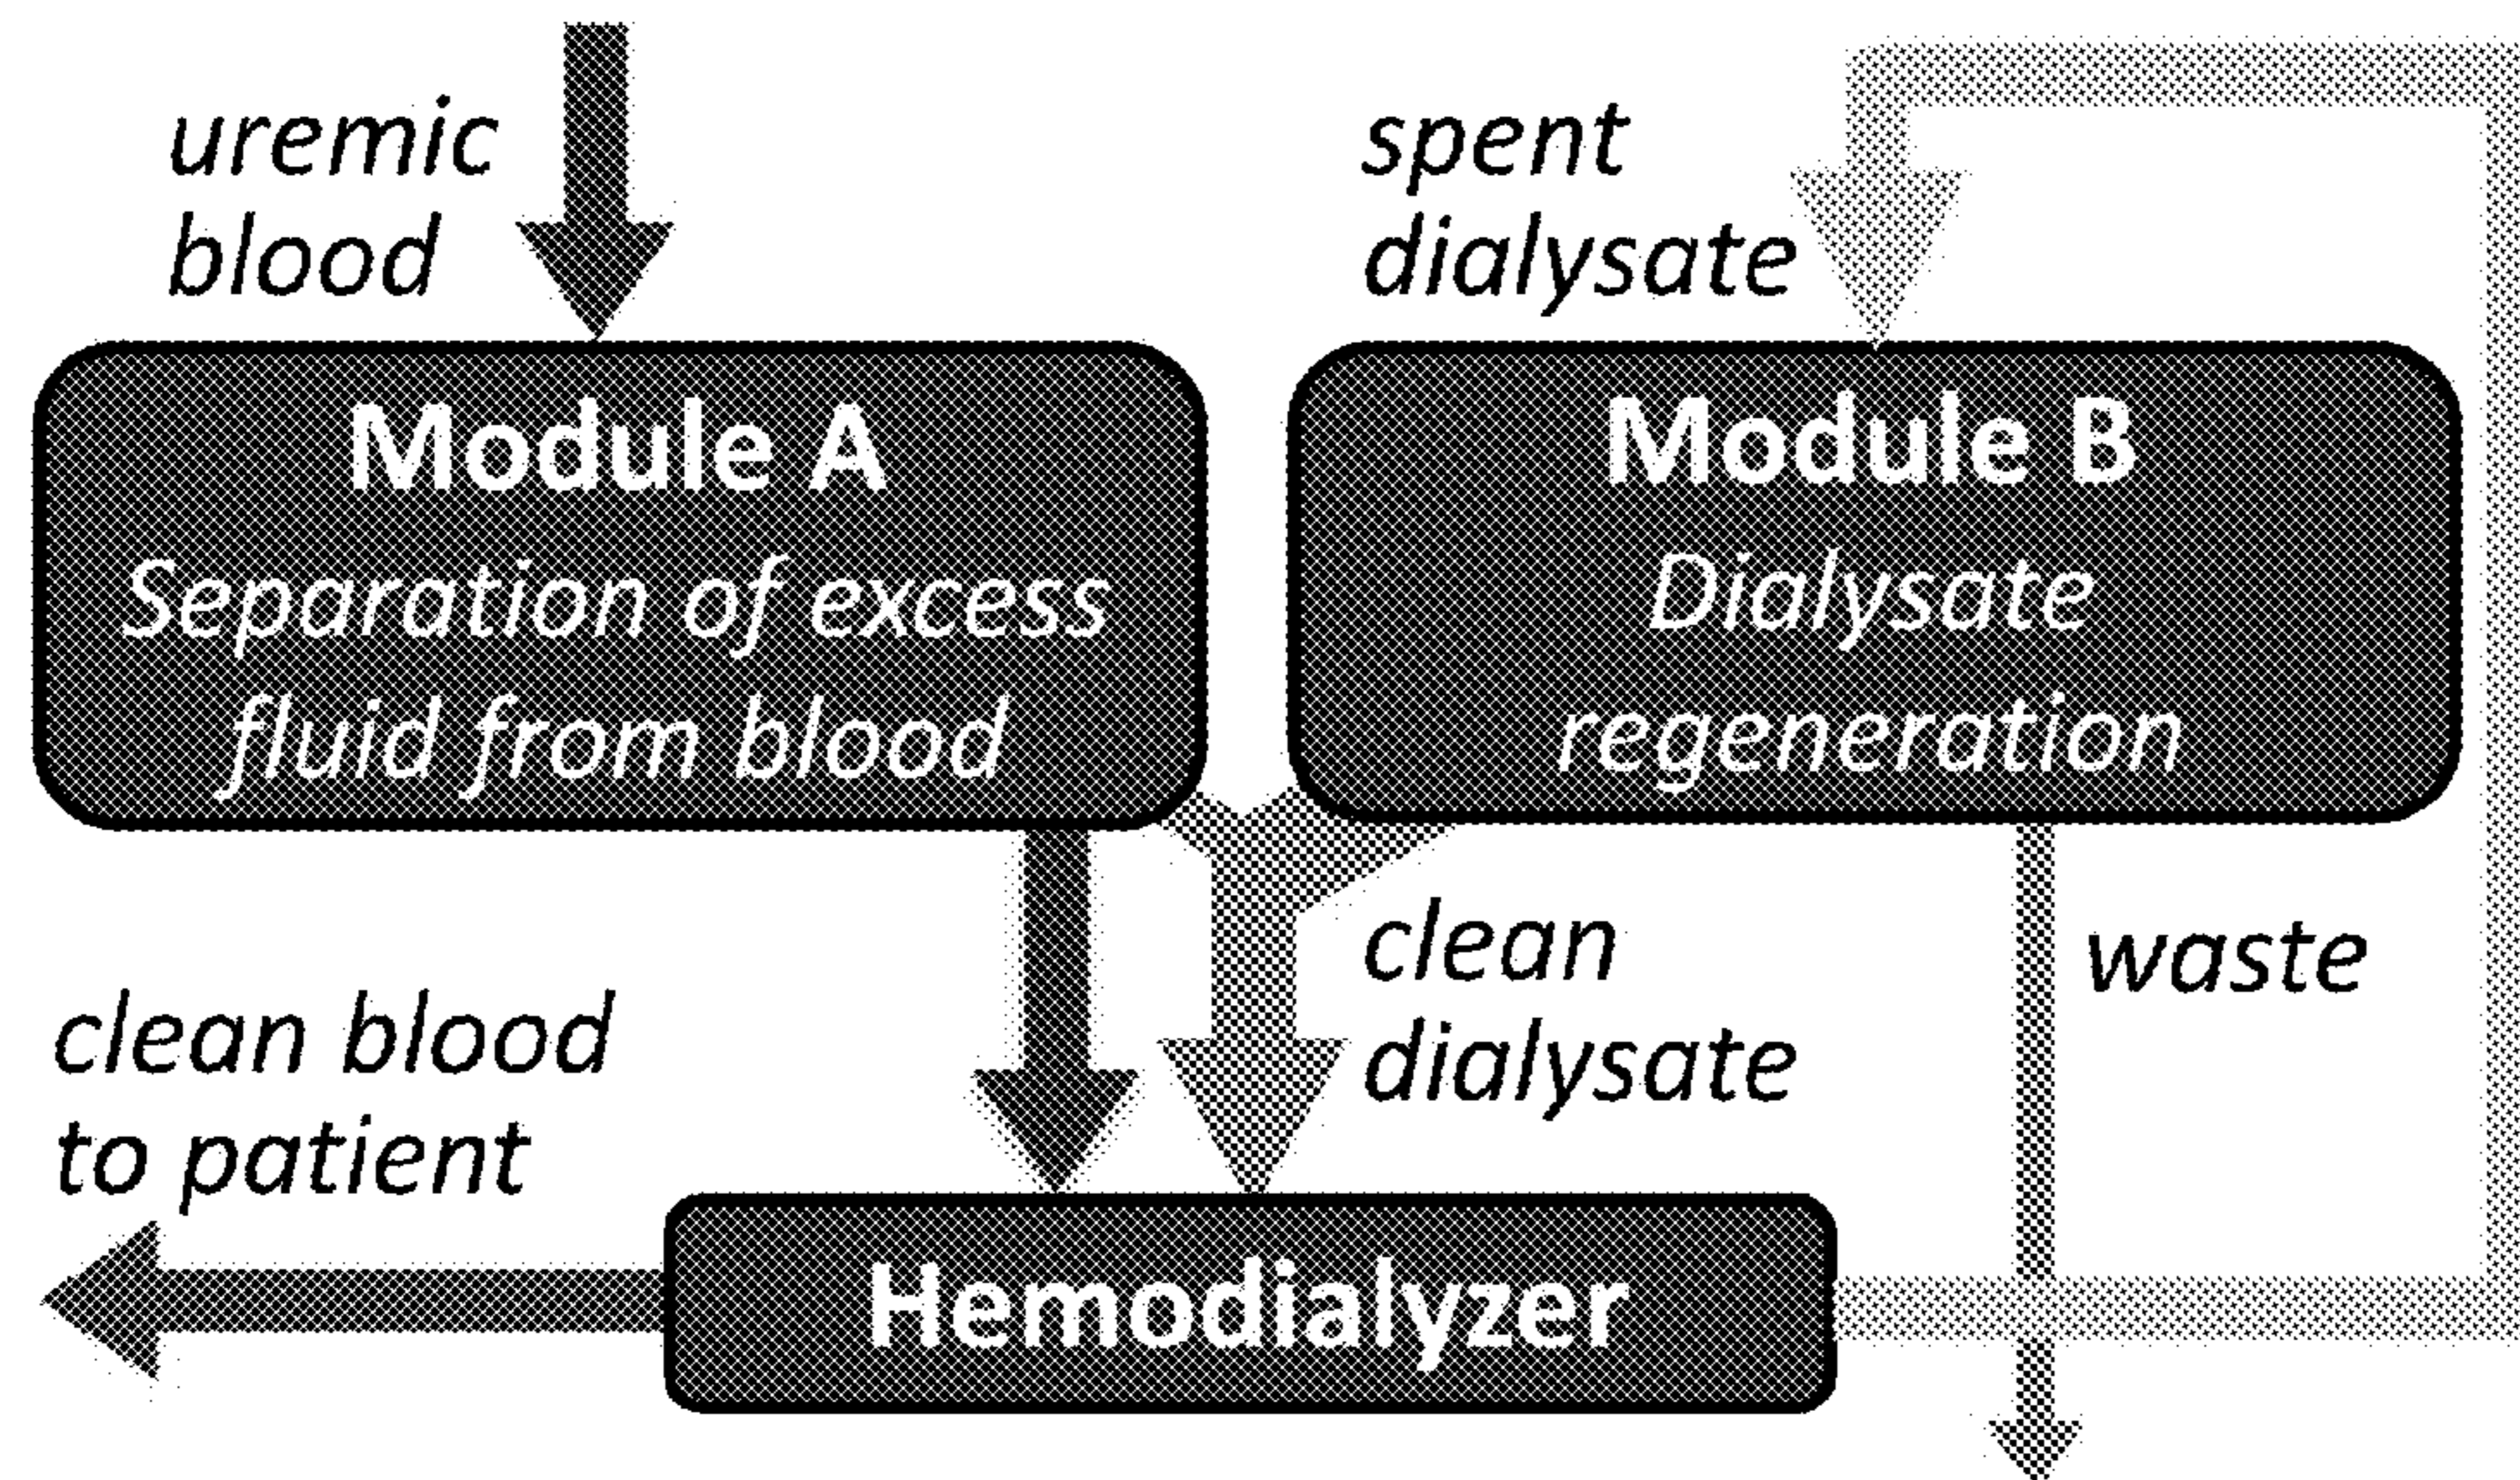 uremic
blood
spent
dialysate
Module A
Separation of excess
fluid from blood
Module B
Dialysate
regeneration
clean
dialysate
waste
clean blood
to patient
Hemodialyzer